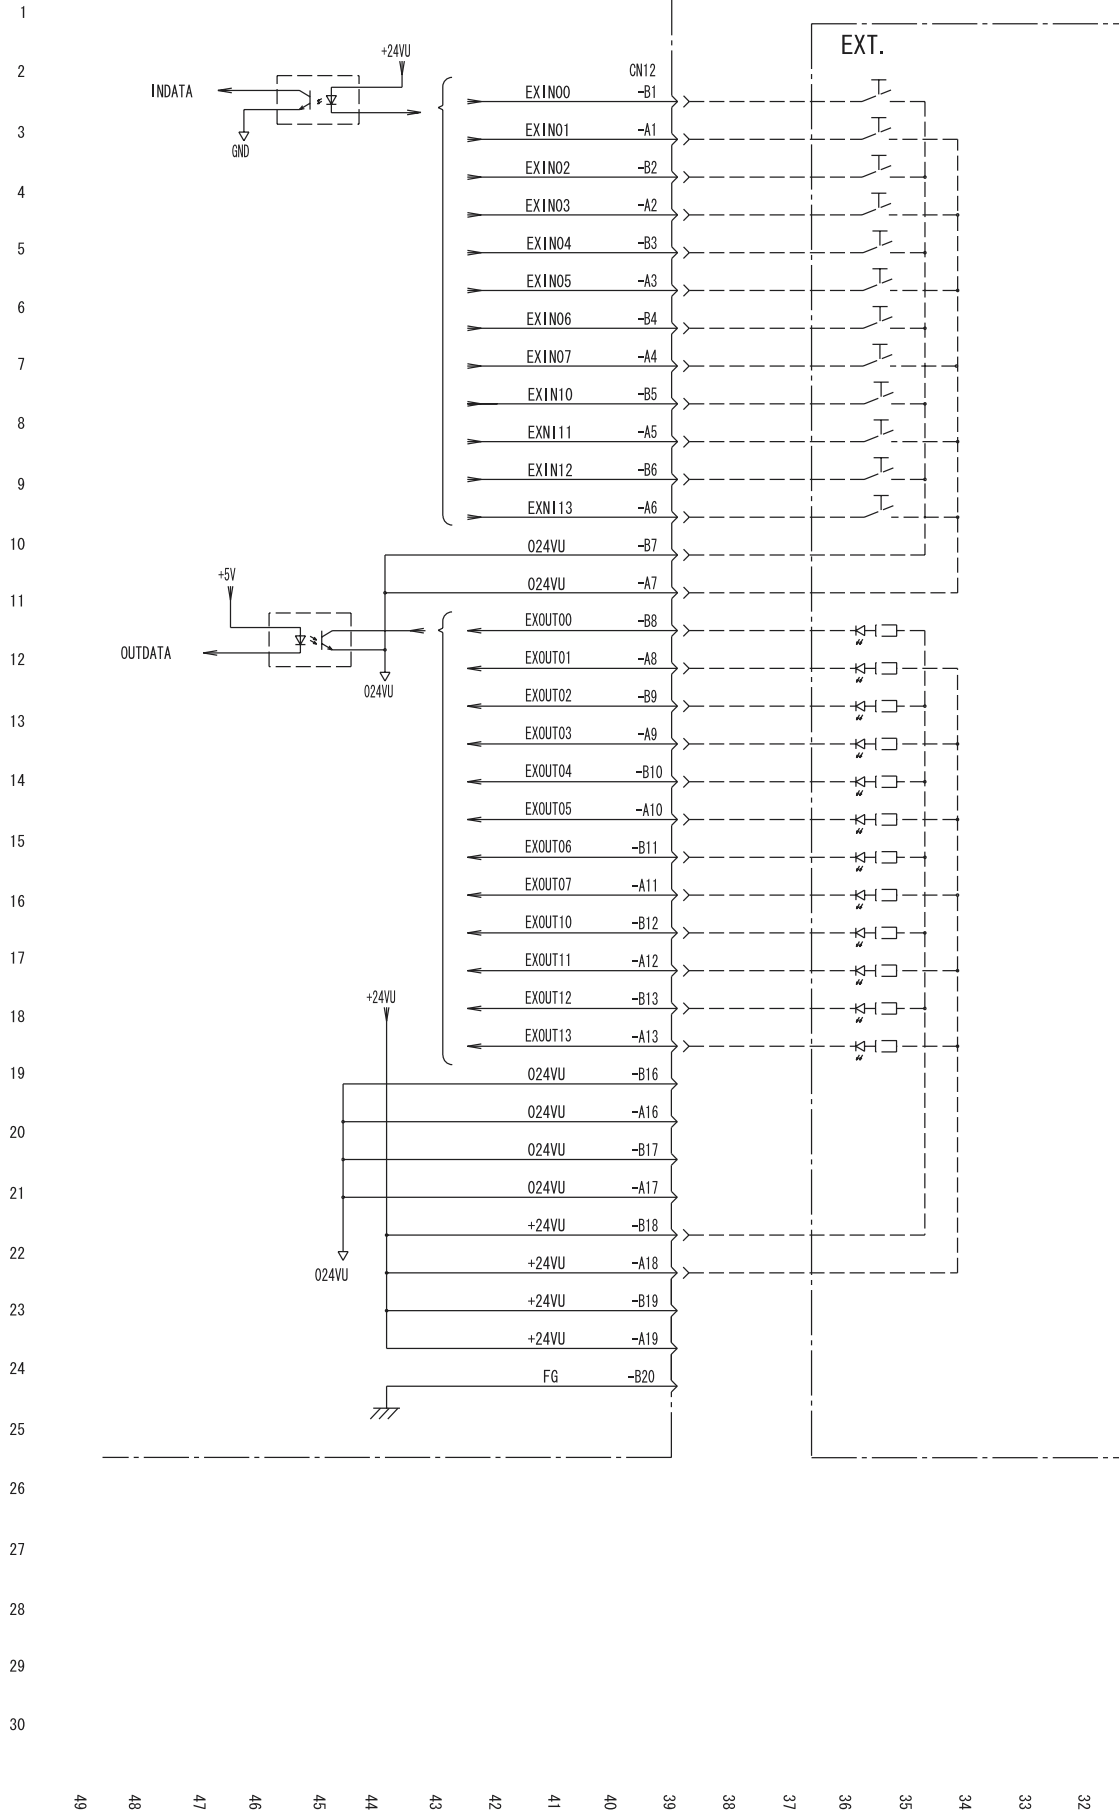 1
EXT.
2
+24VU
CN12
INDATA
EXIN00 -B1
3
EXIN01 -A1
GND
EXIN02 -B2
4
EXIN03 -A2
5
EXIN04 -B3
EXIN05 -A3
6
EXIN06 -B4
7
EXIN07 -A4
EXIN10 -B5
8
EXNI11 -A5
9
EXIN12 -B6
EXNI13 -A6
10
024VU -B7
+5V
024VU -A7
11
EXOUT00 -B8
12
OUTDATA
EXOUT01 -A8
024VU
EXOUT02 -B9
13
EXOUT03 -A9
14
EXOUT04 -B10
EXOUT05 -A10
15
EXOUT06 -B11
16
EXOUT07 -A11
EXOUT10 -B12
17
EXOUT11 -A12
+24VU
EXOUT12 -B13
18
EXOUT13 -A13
19
024VU -B16
024VU -A16
20
024VU -B17
21
024VU -A17
+24VU -B18
22
024VU
+24VU -A18
23
+24VU -B19
+24VU -A19
24
FG -B20
25
26
27
28
29
30
49 48 47 46 45 44 43 42 41 40 39 38 37 36 35 34 33 32